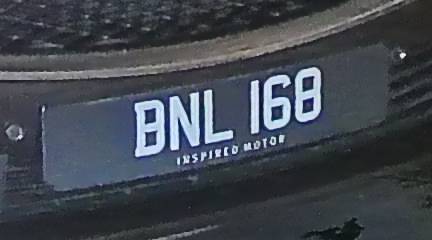 BNL 168
INSPIRED MOTOR